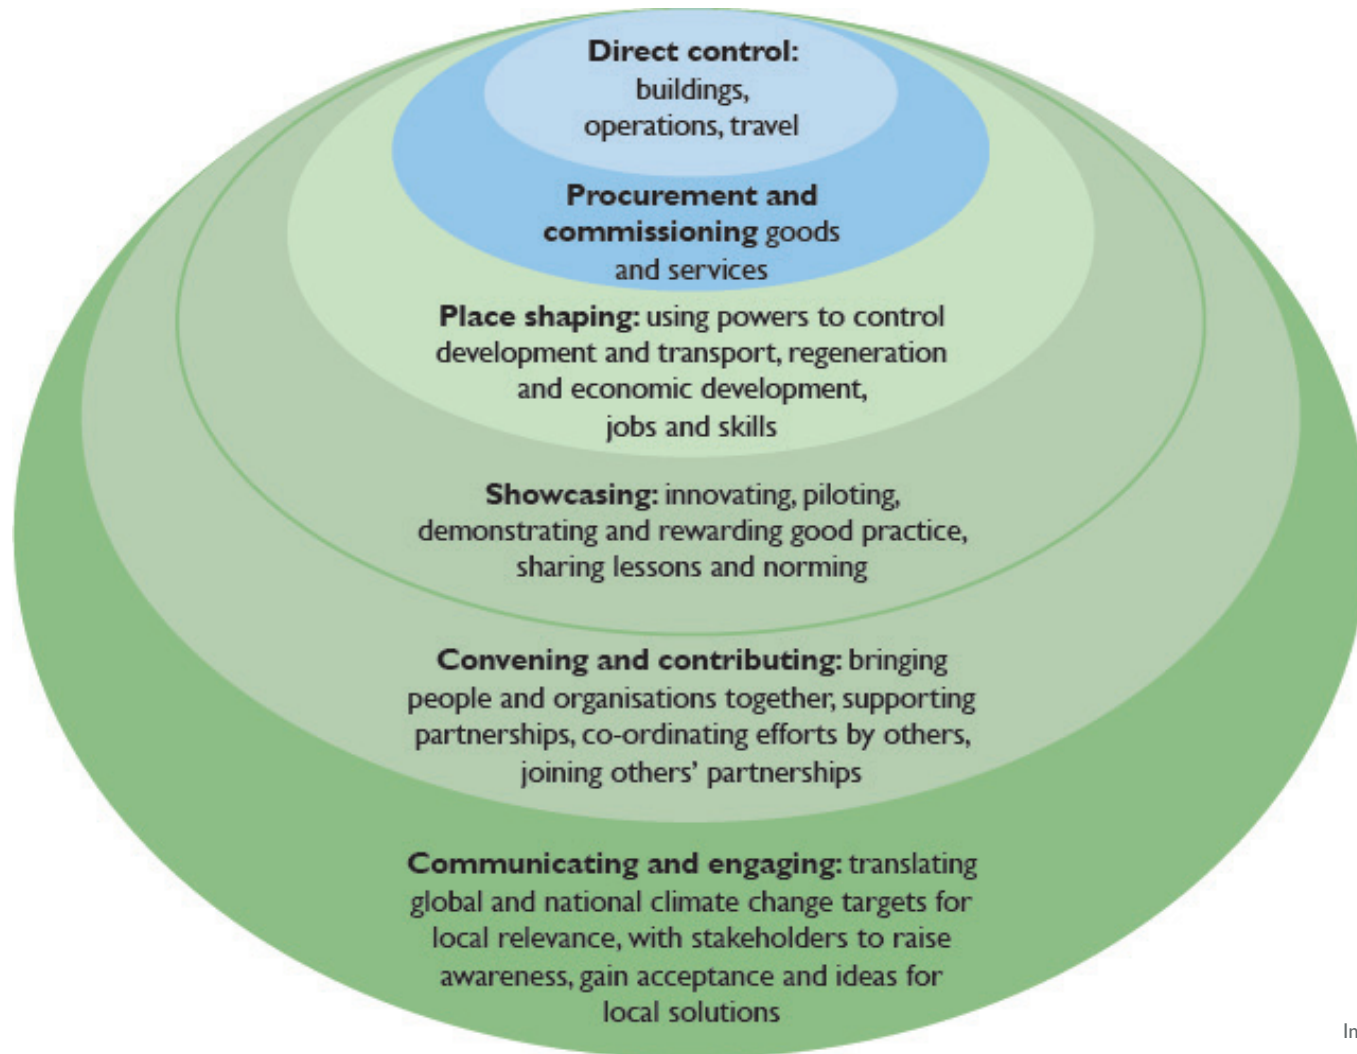 Direct control:
buildings,
operations, travel
Procurement and
commissioning goods
and services
Place shaping: using powers to control
development and transport, regeneration
and economic development,
jobs and skills
Showcasing: innovating, piloting,
demonstrating and rewarding good practice,
sharing lessons and norming
Convening and contributing: bringing
people and organisations together, supporting
partnerships, co-ordinating efforts by others,
joining others’ partnerships
Communicating and engaging: translating
global and national climate change targets for
local relevance, with stakeholders to raise
awareness, gain acceptance and ideas for
local solutions
In